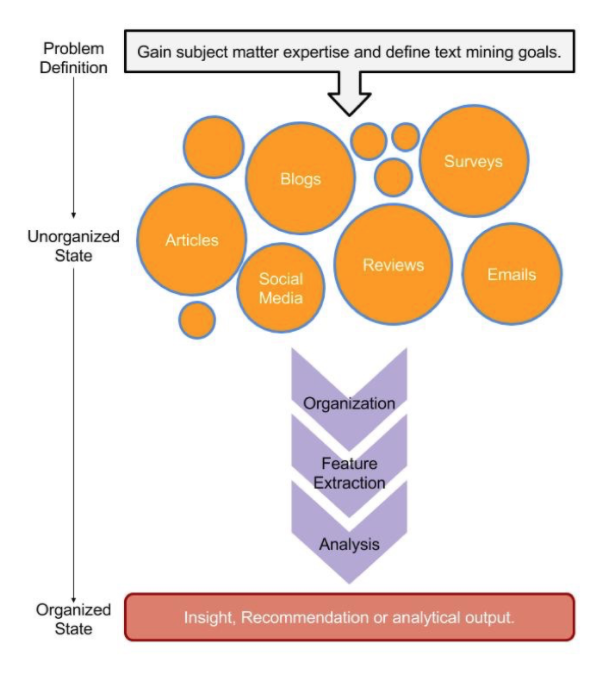 Problem
Definition
Gain subject matter expertise and define text mining goals.
Blogs
Surveys
Unorganized
State
Articles
Social
Media
Reviews
Emails
Organization
Feature
Extraction
Analysis
Organized
State
Insight, Recommendation or analytical output.